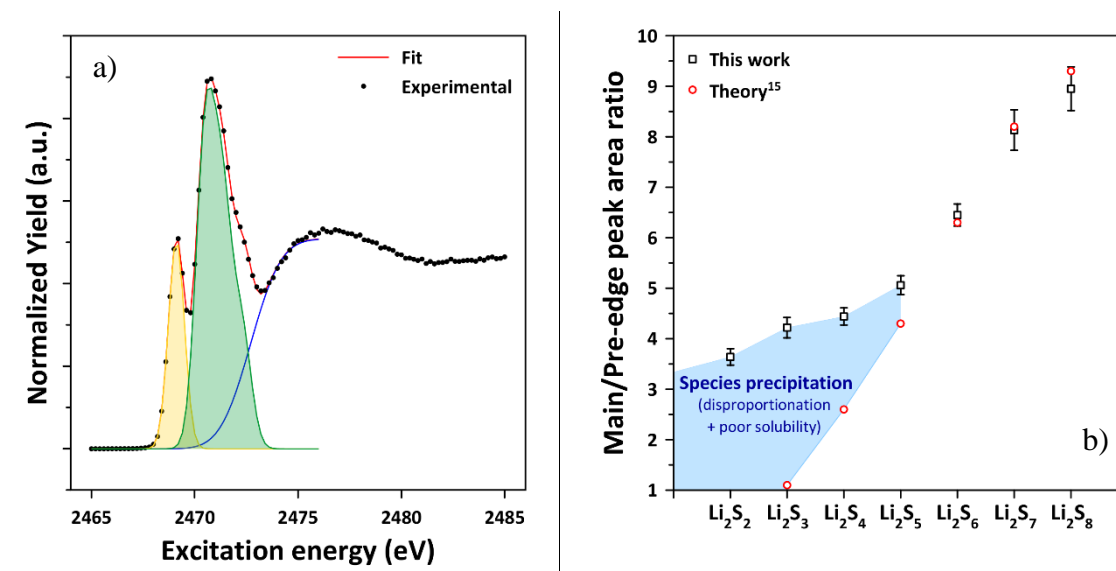 a)
Fit
Experimental
Normalized Yield (a.u.)
2465 2470 2475 2480 2485
Excitation energy (eV)
10
9
8
7
6
5
4
3
2
1
This work
Theory¹⁵
Main/Pre-edge peak area ratio
Species precipitation
(disproportionation
+ poor solubility)
b)
Li₂S₂ Li₂S₃ Li₂S₄ Li₂S₅ Li₂S₆ Li₂S₇ Li₂S₈